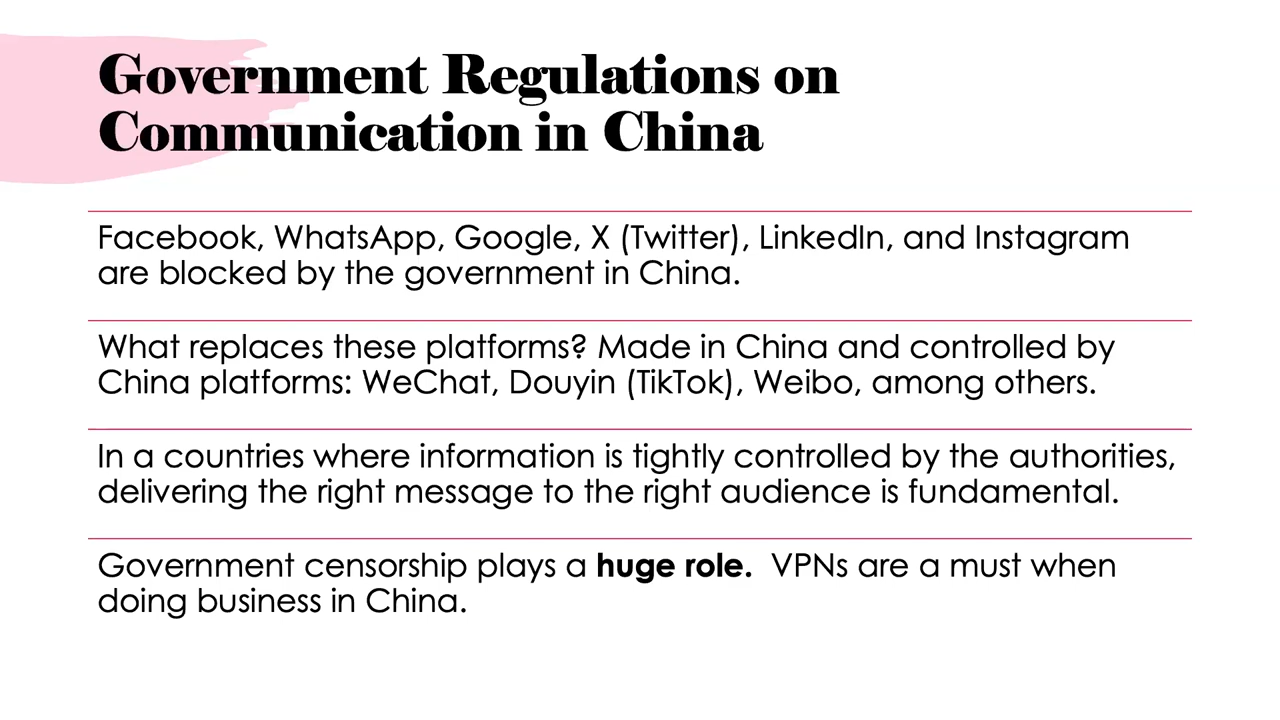 Government Regulations on
Communication in China
Facebook, WhatsApp, Google, X (Twitter), LinkedIn, and Instagram
are blocked by the government in China.
What replaces these platforms? Made in China and controlled by
China platforms: WeChat, Douyin (TikTok), Weibo, among others.
In a countries where information is tightly controlled by the authorities,
delivering the right message to the right audience is fundamental.
Government censorship plays a huge role.  VPNs are a must when
doing business in China.